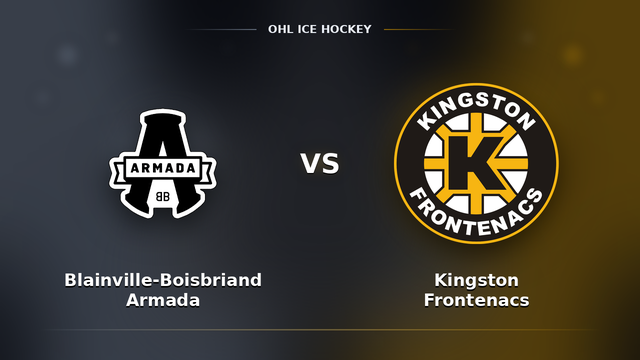 OHL ICE HOCKEY
ARMADA
BB
VS
KINGSTON
K
FRONTENACS
Blainville-Boisbriand
Armada
Kingston
Frontenacs